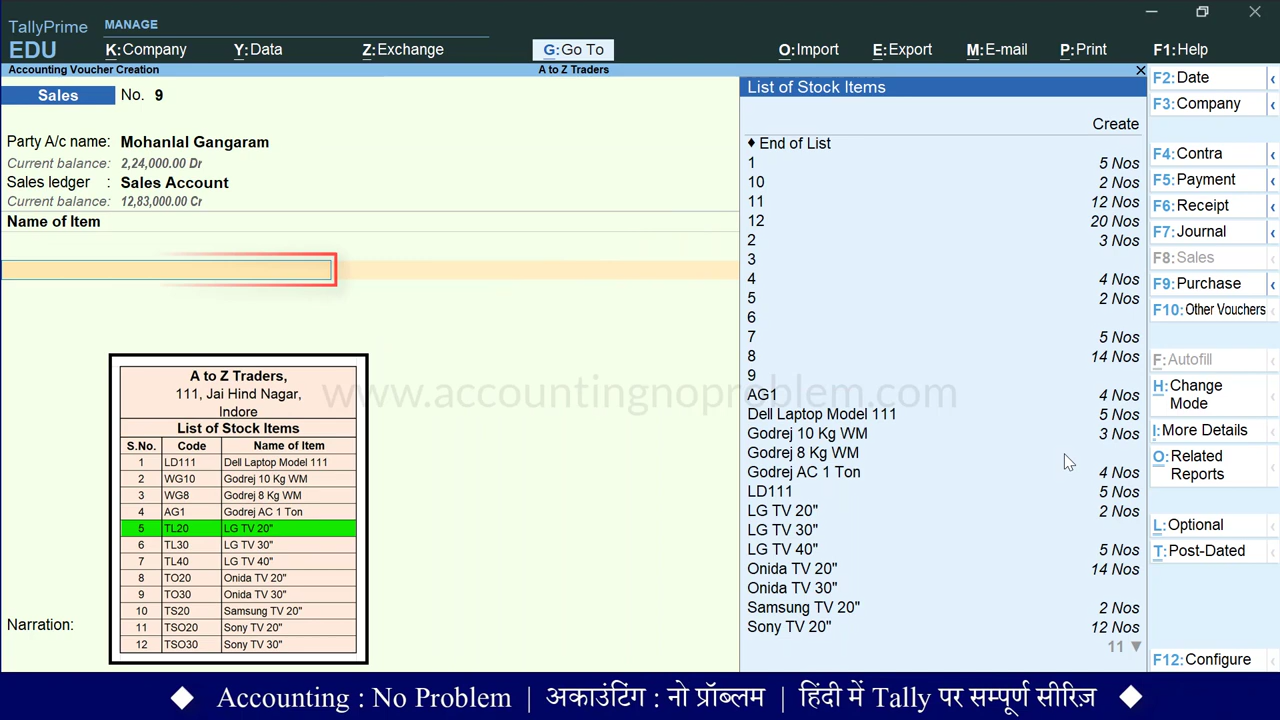 TallyPrime
EDU
MANAGE
K:Company
Y:Data
Z:Exchange
G:Go To
O:Import
E:Export
M:E-mail
P:Print
F1:Help
Accounting Voucher Creation
A to Z Traders
Sales No. 9
Party A/c name: Mohanlal Gangaram
Current balance: 2,24,000.00 Dr
Sales ledger : Sales Account
Current balance: 12,83,000.00 Cr
Name of Item
A to Z Traders,
111, Jai Hind Nagar,
Indore
List of Stock Items
S.No. Code Name of Item
1 LD111 Dell Laptop Model 111
2 WG10 Godrej 10 Kg WM
3 WG8 Godrej 8 Kg WM
4 AG1 Godrej AC 1 Ton
5 TL20 LG TV 20"
6 TL30 LG TV 30"
7 TL40 LG TV 40"
8 TO20 Onida TV 20"
9 TO30 Onida TV 30"
10 TS20 Samsung TV 20"
11 TSO20 Sony TV 20"
12 TSO30 Sony TV 30"
Narration:
www.accountingnoproblem.com
List of Stock Items
Create
♦ End of List
1 5 Nos
10 2 Nos
11 12 Nos
12 20 Nos
2 3 Nos
3
4 4 Nos
5 2 Nos
6
7 5 Nos
8 14 Nos
9
AG1 4 Nos
Dell Laptop Model 111 5 Nos
Godrej 10 Kg WM 3 Nos
Godrej 8 Kg WM
Godrej AC 1 Ton 4 Nos
LD111 5 Nos
LG TV 20" 2 Nos
LG TV 30"
LG TV 40" 5 Nos
Onida TV 20" 14 Nos
Onida TV 30"
Samsung TV 20" 2 Nos
Sony TV 20" 12 Nos
11 ▼
F2:Date
F3:Company
F4:Contra
F5:Payment
F6:Receipt
F7:Journal
F8:Sales
F9:Purchase
F10:Other Vouchers
F:Autofill
H:Change
Mode
I:More Details
O:Related
Reports
L:Optional
T:Post-Dated
F12:Configure
◆ Accounting : No Problem | अकाउंटिंग : नो प्रॉब्लम | हिंदी में Tally पर सम्पूर्ण सीरिज़ ◆